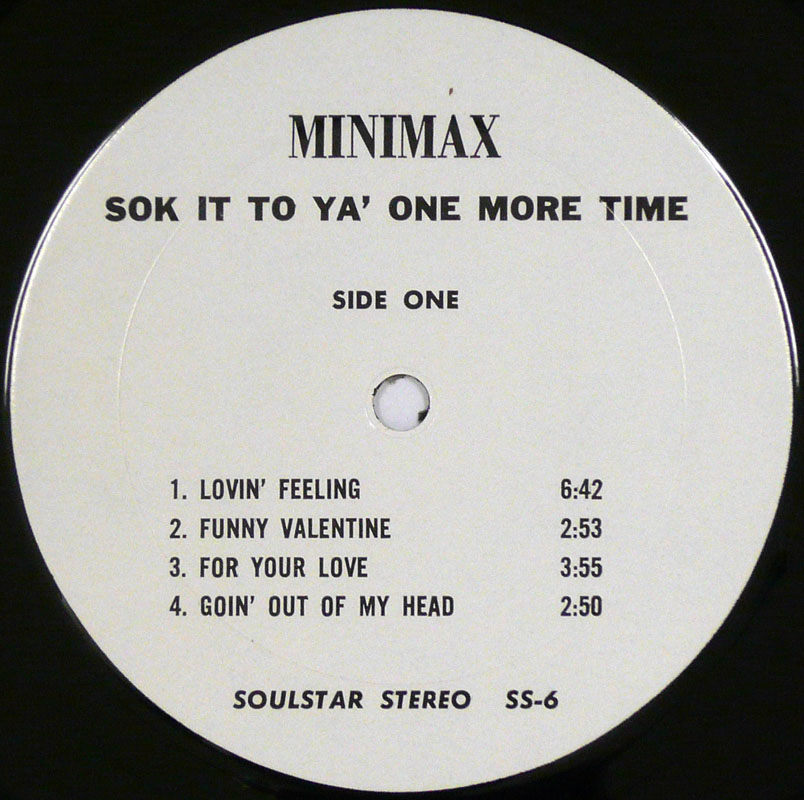 MINIMAX
SOK IT TO YA' ONE MORE TIME
SIDE ONE
1. LOVIN' FEELING 6:42
2. FUNNY VALENTINE 2:53
3. FOR YOUR LOVE 3:55
4. GOIN' OUT OF MY HEAD 2:50
SOULSTAR STEREO SS-6